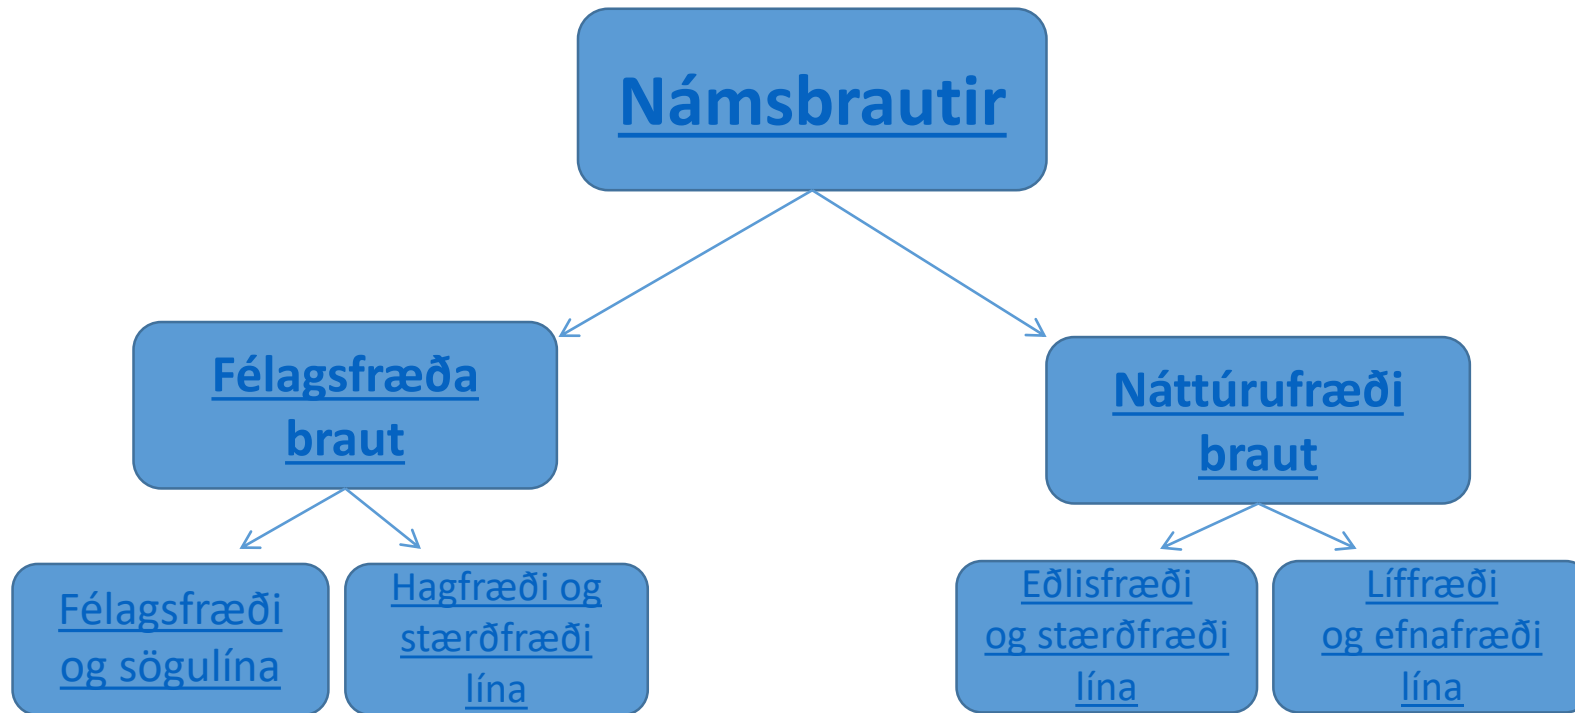 Námsbrautir
Félagsfræða
braut
Náttúrufræði
braut
Félagsfræði
og sögulína
Hagfræði og
stærðfræði
lína
Eðlisfræði
og stærðfræði
lína
Líffræði
og efnafræði
lína